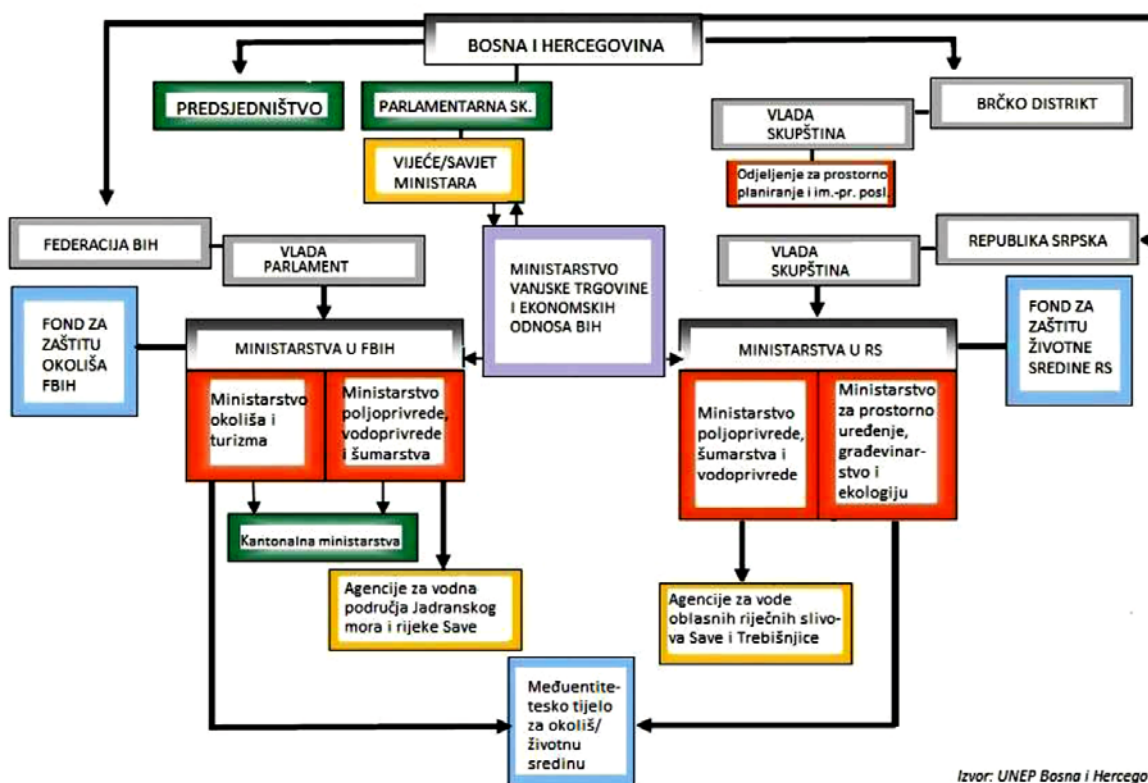 BOSNA I HERCEGOVINA
PREDSJEDNIŠTVO
PARLAMENTARNA SK.
VLADA
SKUPŠTINA
BRČKO DISTRIKT
VIJEĆE/SAVJET
MINISTARA
Odjeljenje za prostorno
planiranje i im.-pr. posl.
FEDERACIJA BIH
VLADA
PARLAMENT
MINISTARSTVO
VANJSKE TRGOVINE
I EKONOMSKIH
ODNOSA BIH
VLADA
SKUPŠTINA
REPUBLIKA SRPSKA
FOND ZA
ZAŠTITU
OKOLIŠA
FBIH
MINISTARSTVA U FBIH
MINISTARSTVA U RS
FOND ZA
ZAŠTITU
ŽIVOTNE
SREDINE RS
Ministarstvo
okoliša i
turizma
Ministarstvo
poljoprivrede,
vodoprivrede
i šumarstva
Ministarstvo
poljoprivrede,
šumarstva i
vodoprivrede
Ministarstvo
za prostorno
uređenje,
građevinar-
stvo i
ekologiju
Kantonalna ministarstva
Agencije za vodna
područja Jadranskog
mora i rijeke Save
Agencije za vode
oblasnih riječnih slivo-
va Save i Trebišnjice
Međuentite-
tesko tijelo
za okoliš/
životnu
sredinu
Izvor: UNEP Bosna i Hercego